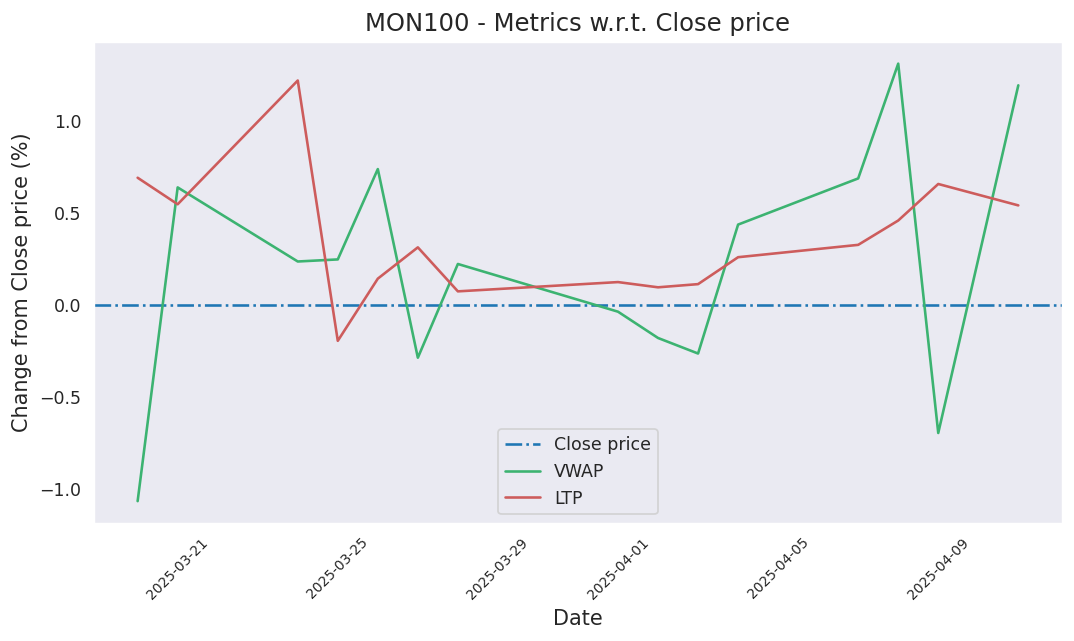 MON100 - Metrics w.r.t. Close price
Change from Close price (%)
1.0
0.5
0.0
−0.5
−1.0
Close price
VWAP
LTP
2025-03-21
2025-03-25
2025-03-29
2025-04-01
2025-04-05
2025-04-09
Date